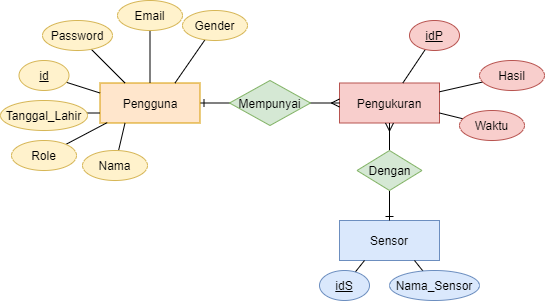 Email
Gender
Password
idP
id
Hasil
Pengguna
Mempunyai
Pengukuran
Tanggal_Lahir
Waktu
Role
Nama
Dengan
Sensor
idS
Nama_Sensor